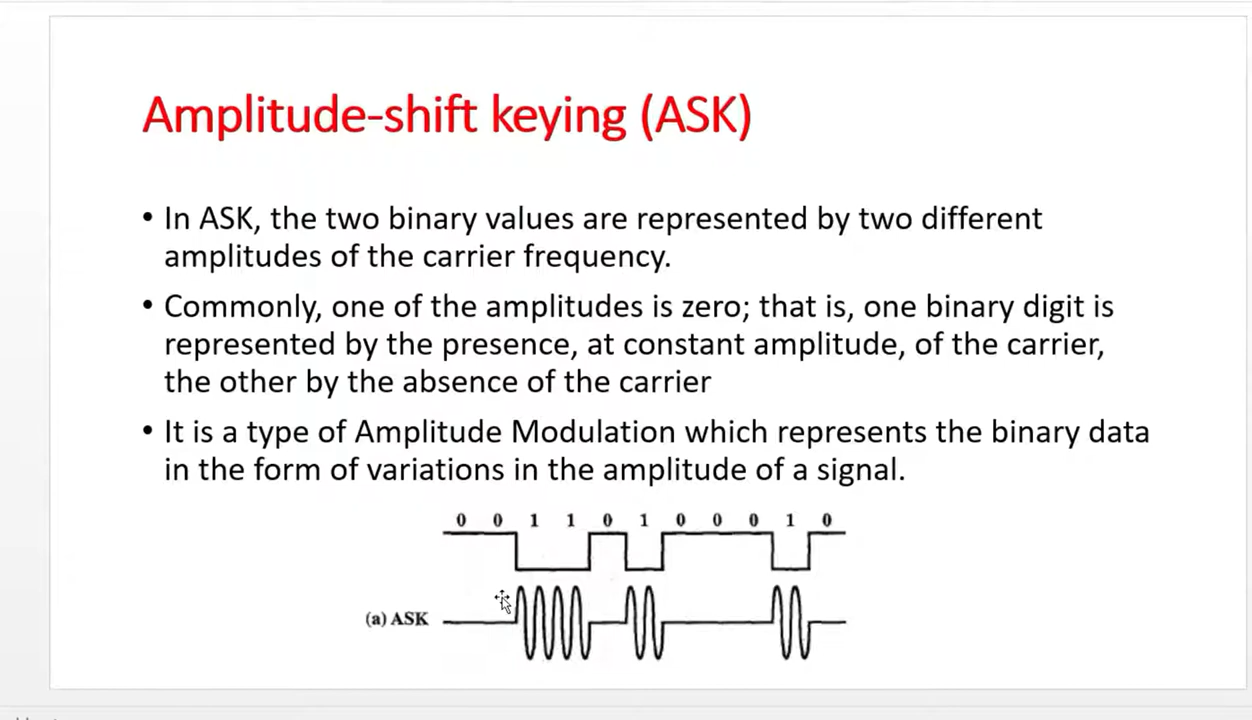 Amplitude-shift keying (ASK)
• In ASK, the two binary values are represented by two different
amplitudes of the carrier frequency.
• Commonly, one of the amplitudes is zero; that is, one binary digit is
represented by the presence, at constant amplitude, of the carrier,
the other by the absence of the carrier
• It is a type of Amplitude Modulation which represents the binary data
in the form of variations in the amplitude of a signal.
0 0 1 1 0 1 0 0 0 1 0
(a) ASK